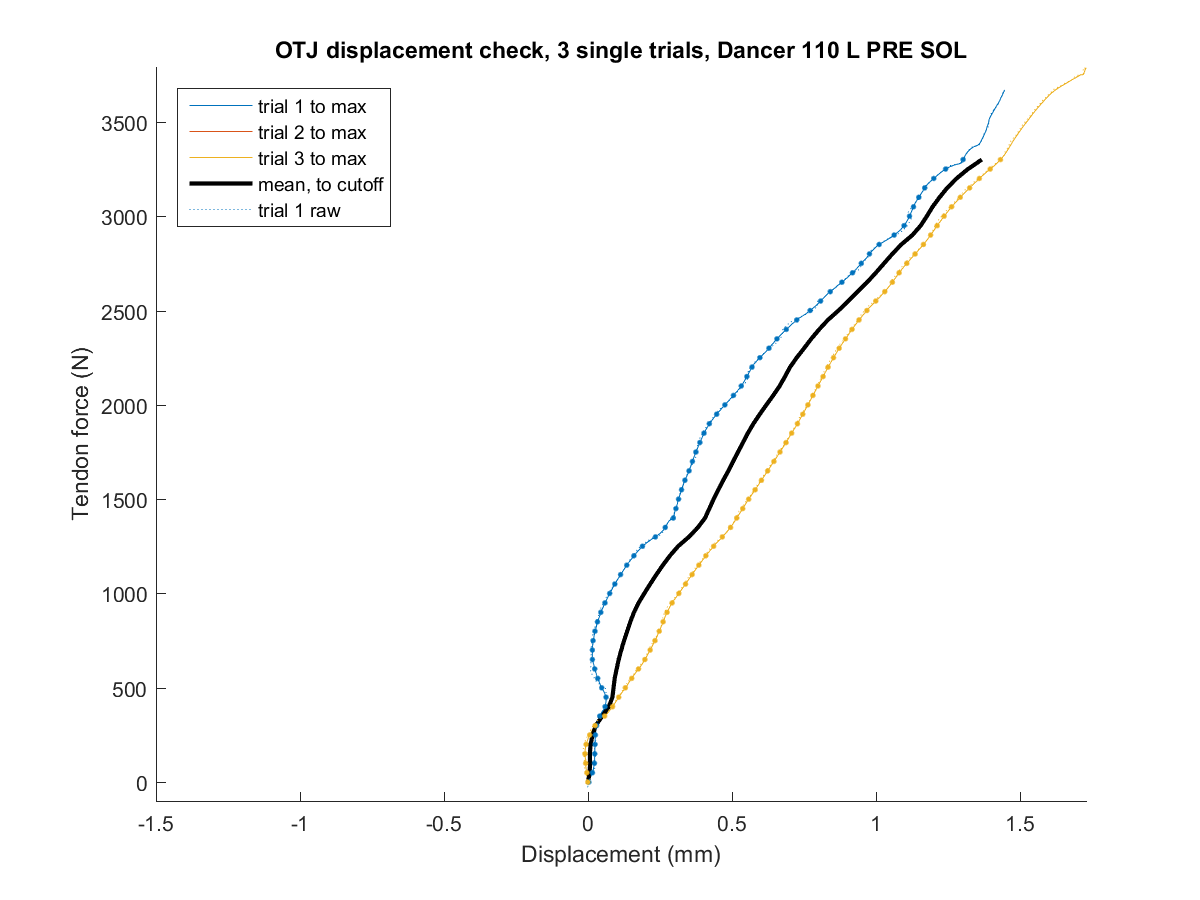 OTJ displacement check, 3 single trials, Dancer 110 L PRE SOL
trial 1 to max
trial 2 to max
trial 3 to max
mean, to cutoff
trial 1 raw
Tendon force (N)
3500
3000
2500
2000
1500
1000
500
0
-1.5 -1 -0.5 0 0.5 1 1.5
Displacement (mm)